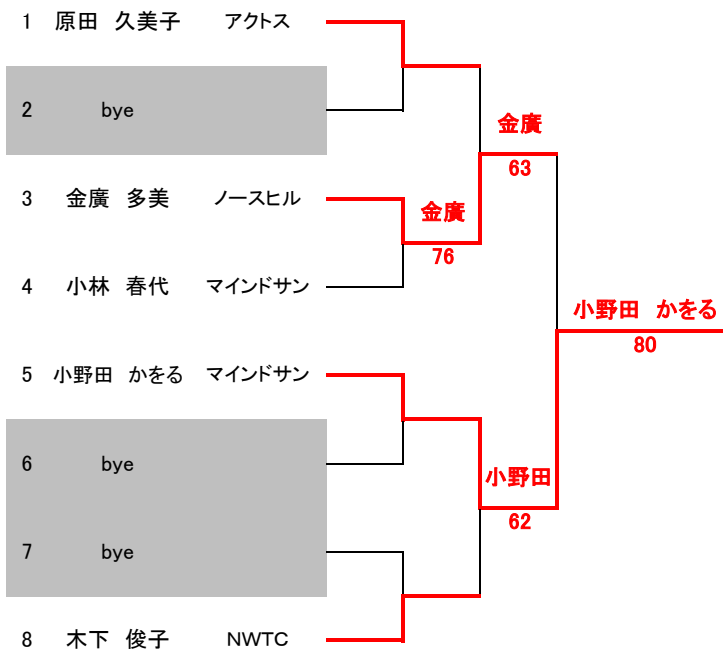 1 原田 久美子 アクトス
2 bye
金廣
63
3 金廣 多美 ノースヒル
金廣
76
4 小林 春代 マインドサン
小野田 かをる
80
5 小野田 かをる マインドサン
6 bye
小野田
62
7 bye
8 木下 俊子 NWTC